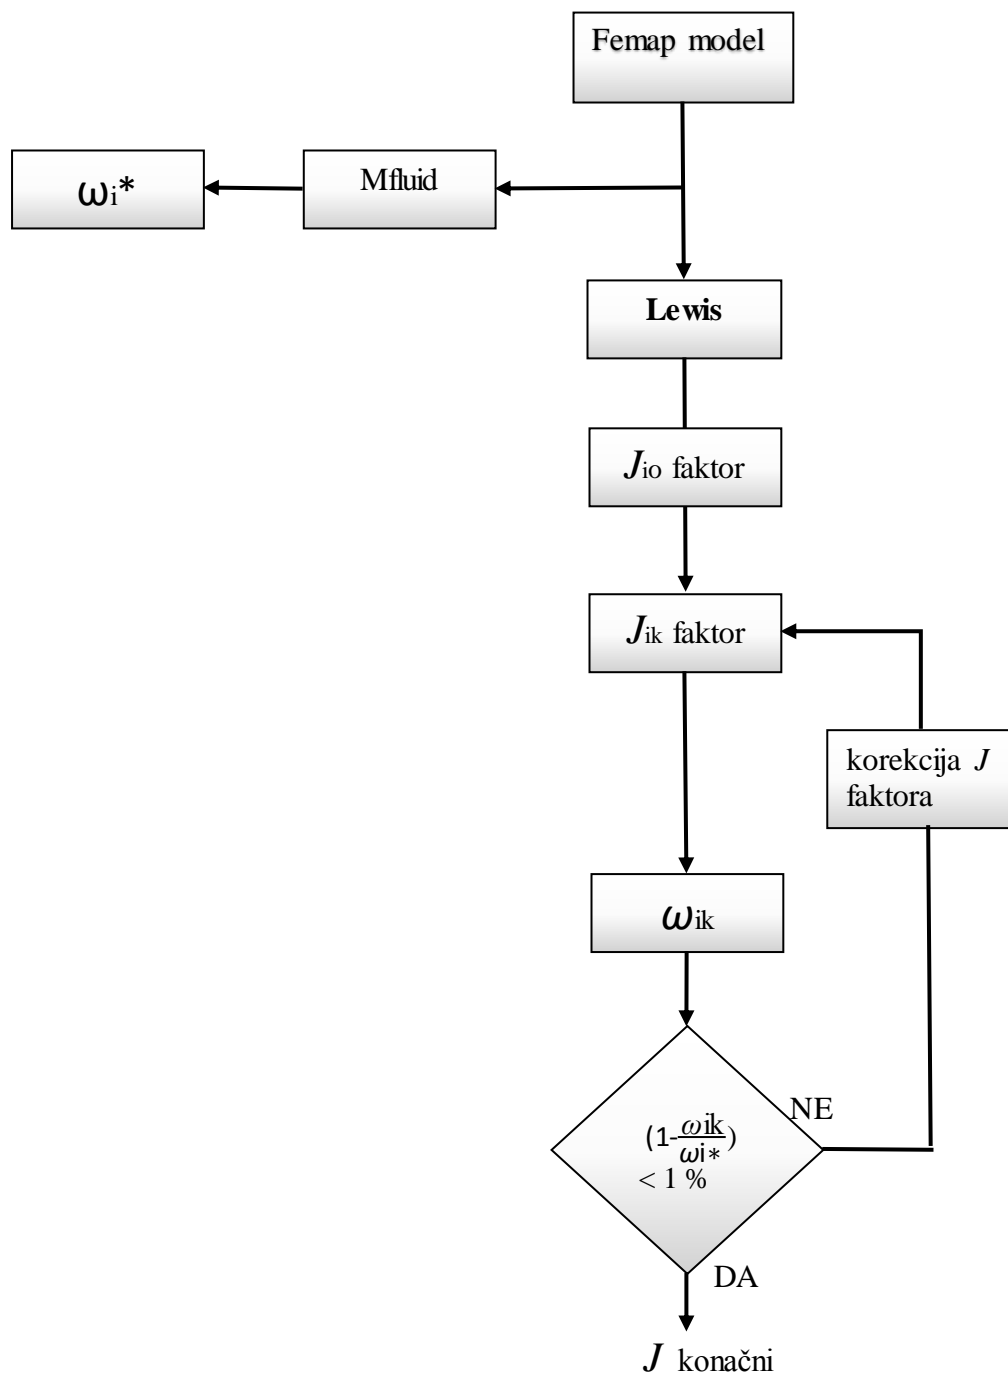 Femap model
ωi*
Mfluid
Lewis
Jio faktor
Jik faktor
korekcija J
faktora
ωik
NE
(1-ωik/ωi*)
< 1 %
DA
J konačni